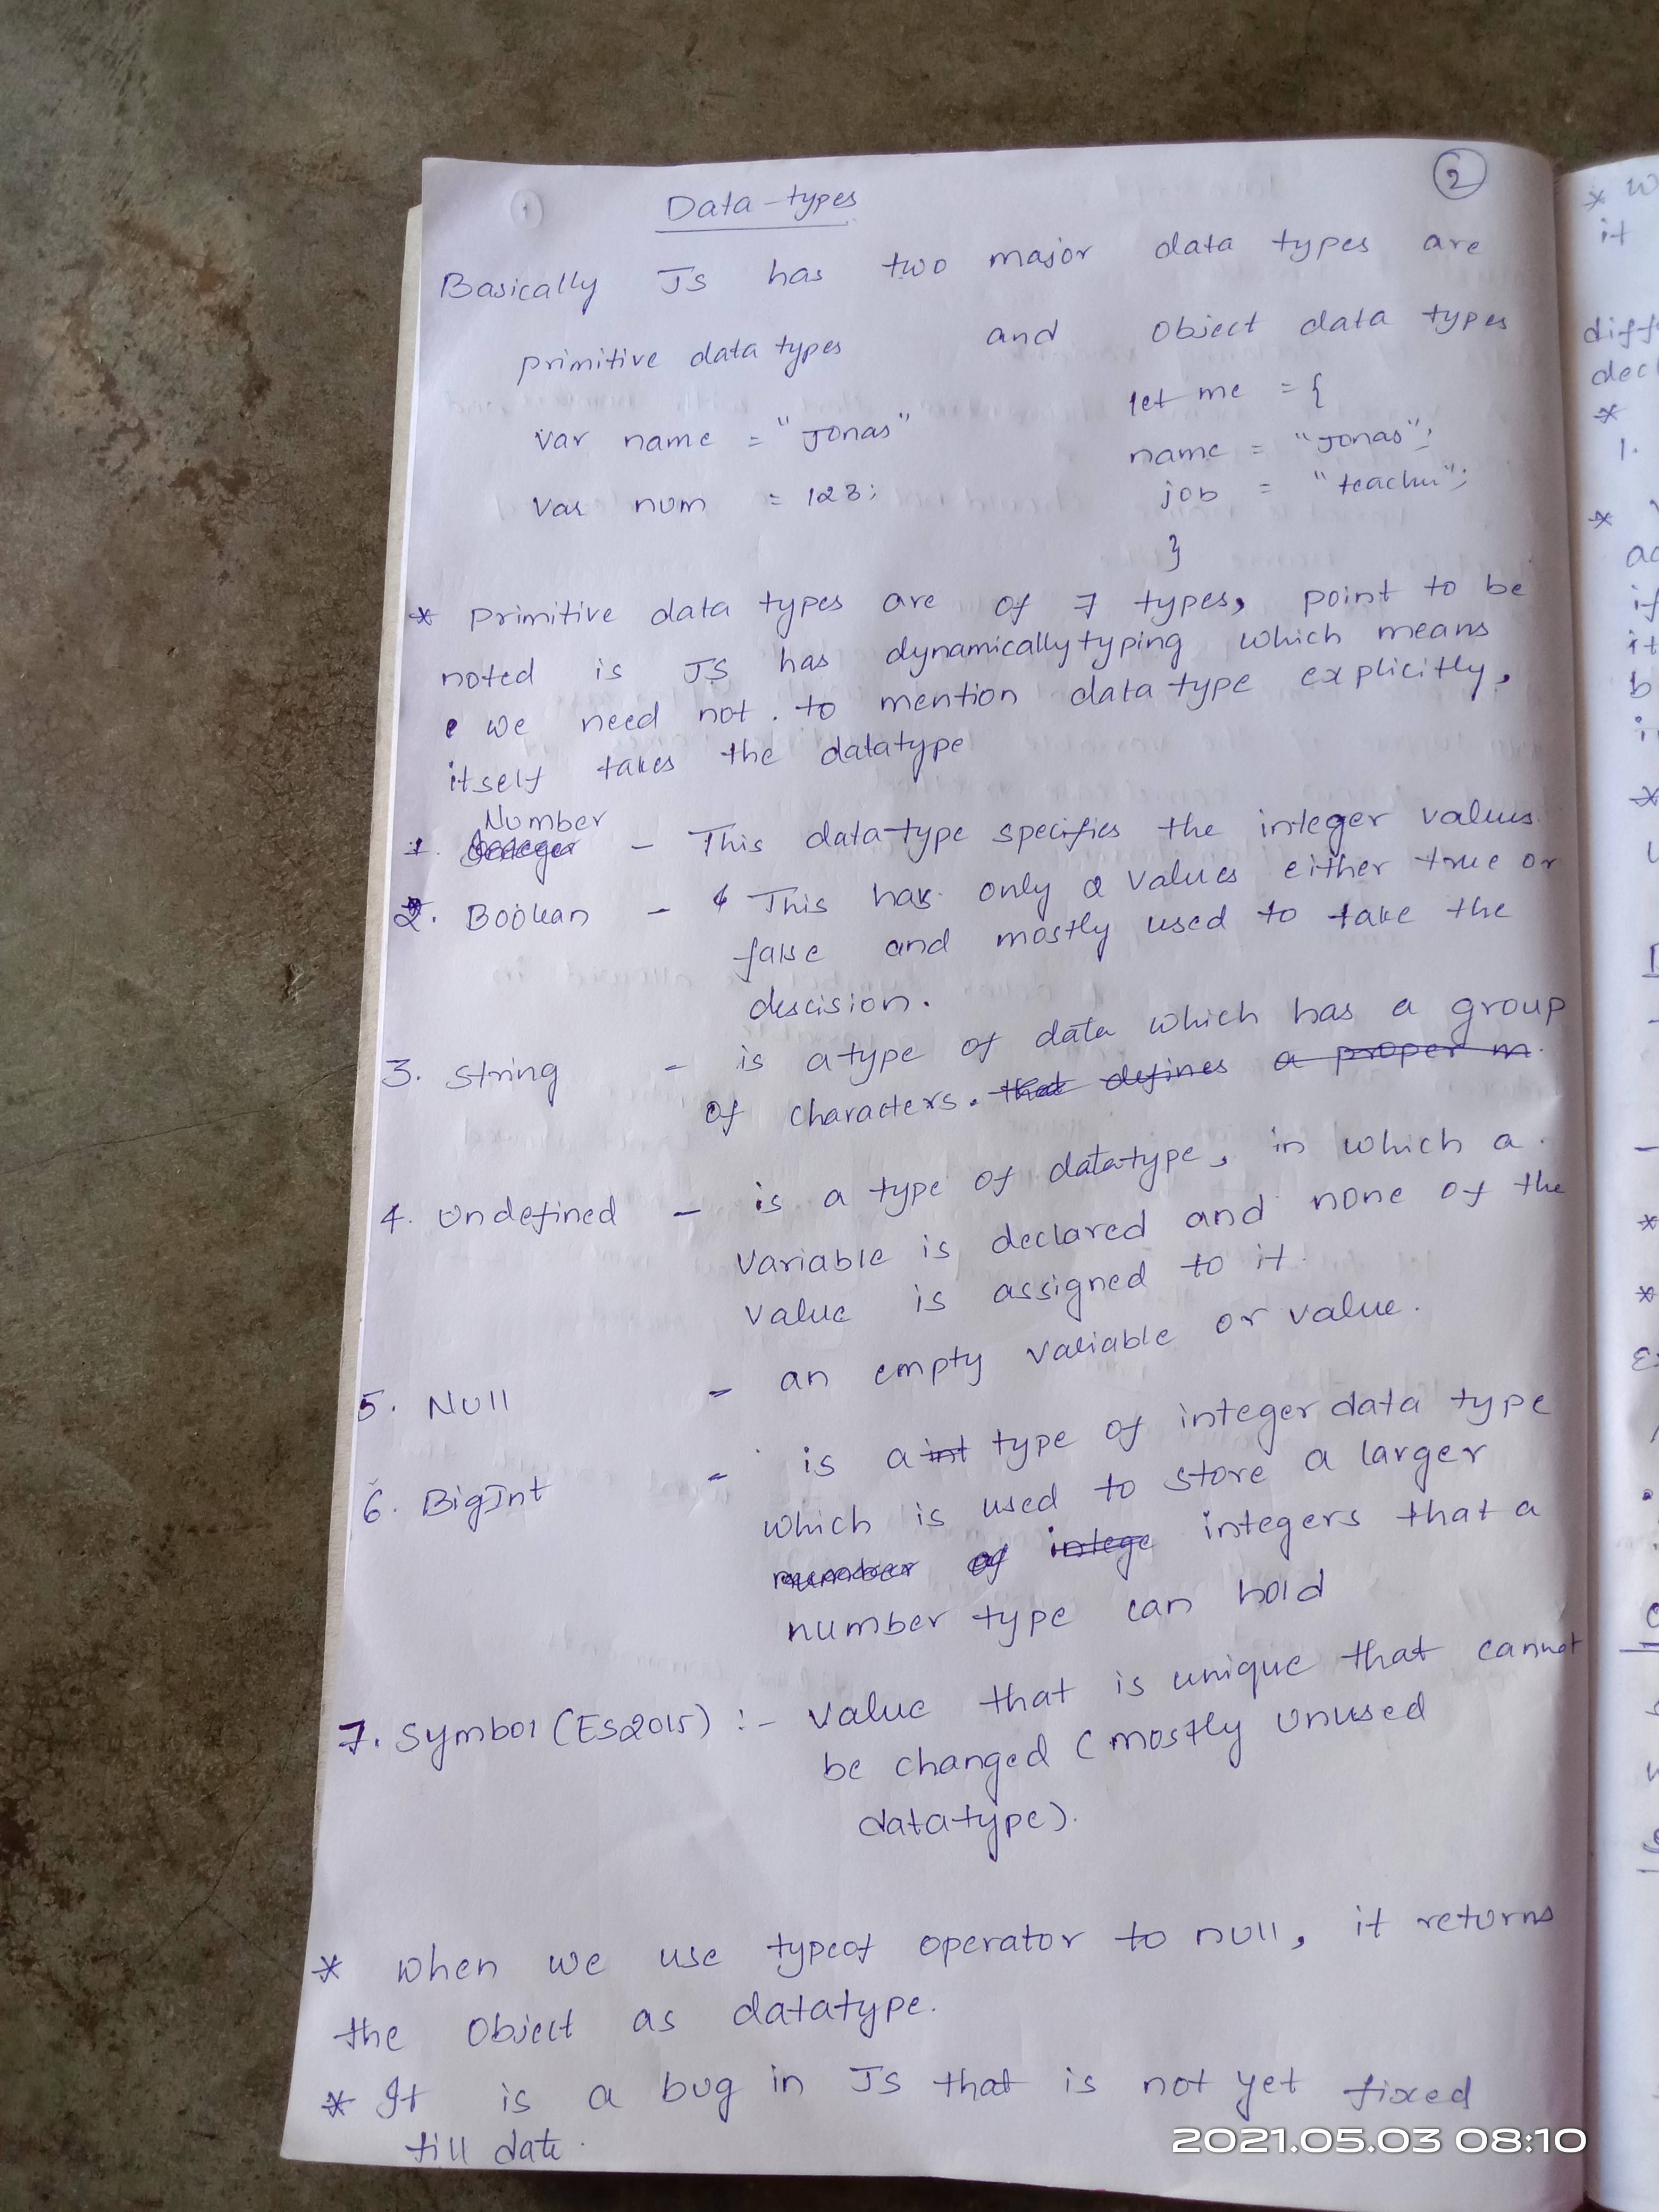 2
Data-types
Basically JS has two major data types are
primitive data types and Object data types
var name = "Jonas" let me = {
name = "Jonas";
var num = 123; job = "teacher";
}
* primitive data types are of 7 types, point to be
noted is JS has dynamically typing which means
we need not. to mention data type explicitly,
itself takes the datatype
Number
1. Integer - This data-type specifies the integer values.
2. Boolean - This has only 2 values either true or
false and mostly used to take the
descision.
3. String - is a type of data which has a group
of characters. that defines a proper m
4. Undefined - is a type of datatype, in which a
variable is declared and none of the
value is assigned to it.
5. Null - an empty variable or value.
6. BigInt - is a int type of integer data type
which is used to store a larger
number of intege integers that a
number type can hold
7. Symbol (ES2015) :- Value that is unique that cannot
be changed (mostly unused
datatype).
* when we use typeof operator to null, it returns
the Object as datatype.
* It is a bug in JS that is not yet fixed
till date.
2021.05.03 08:10
* W
it
diff
decl
*
1.
*
if
it
b
*
*
*